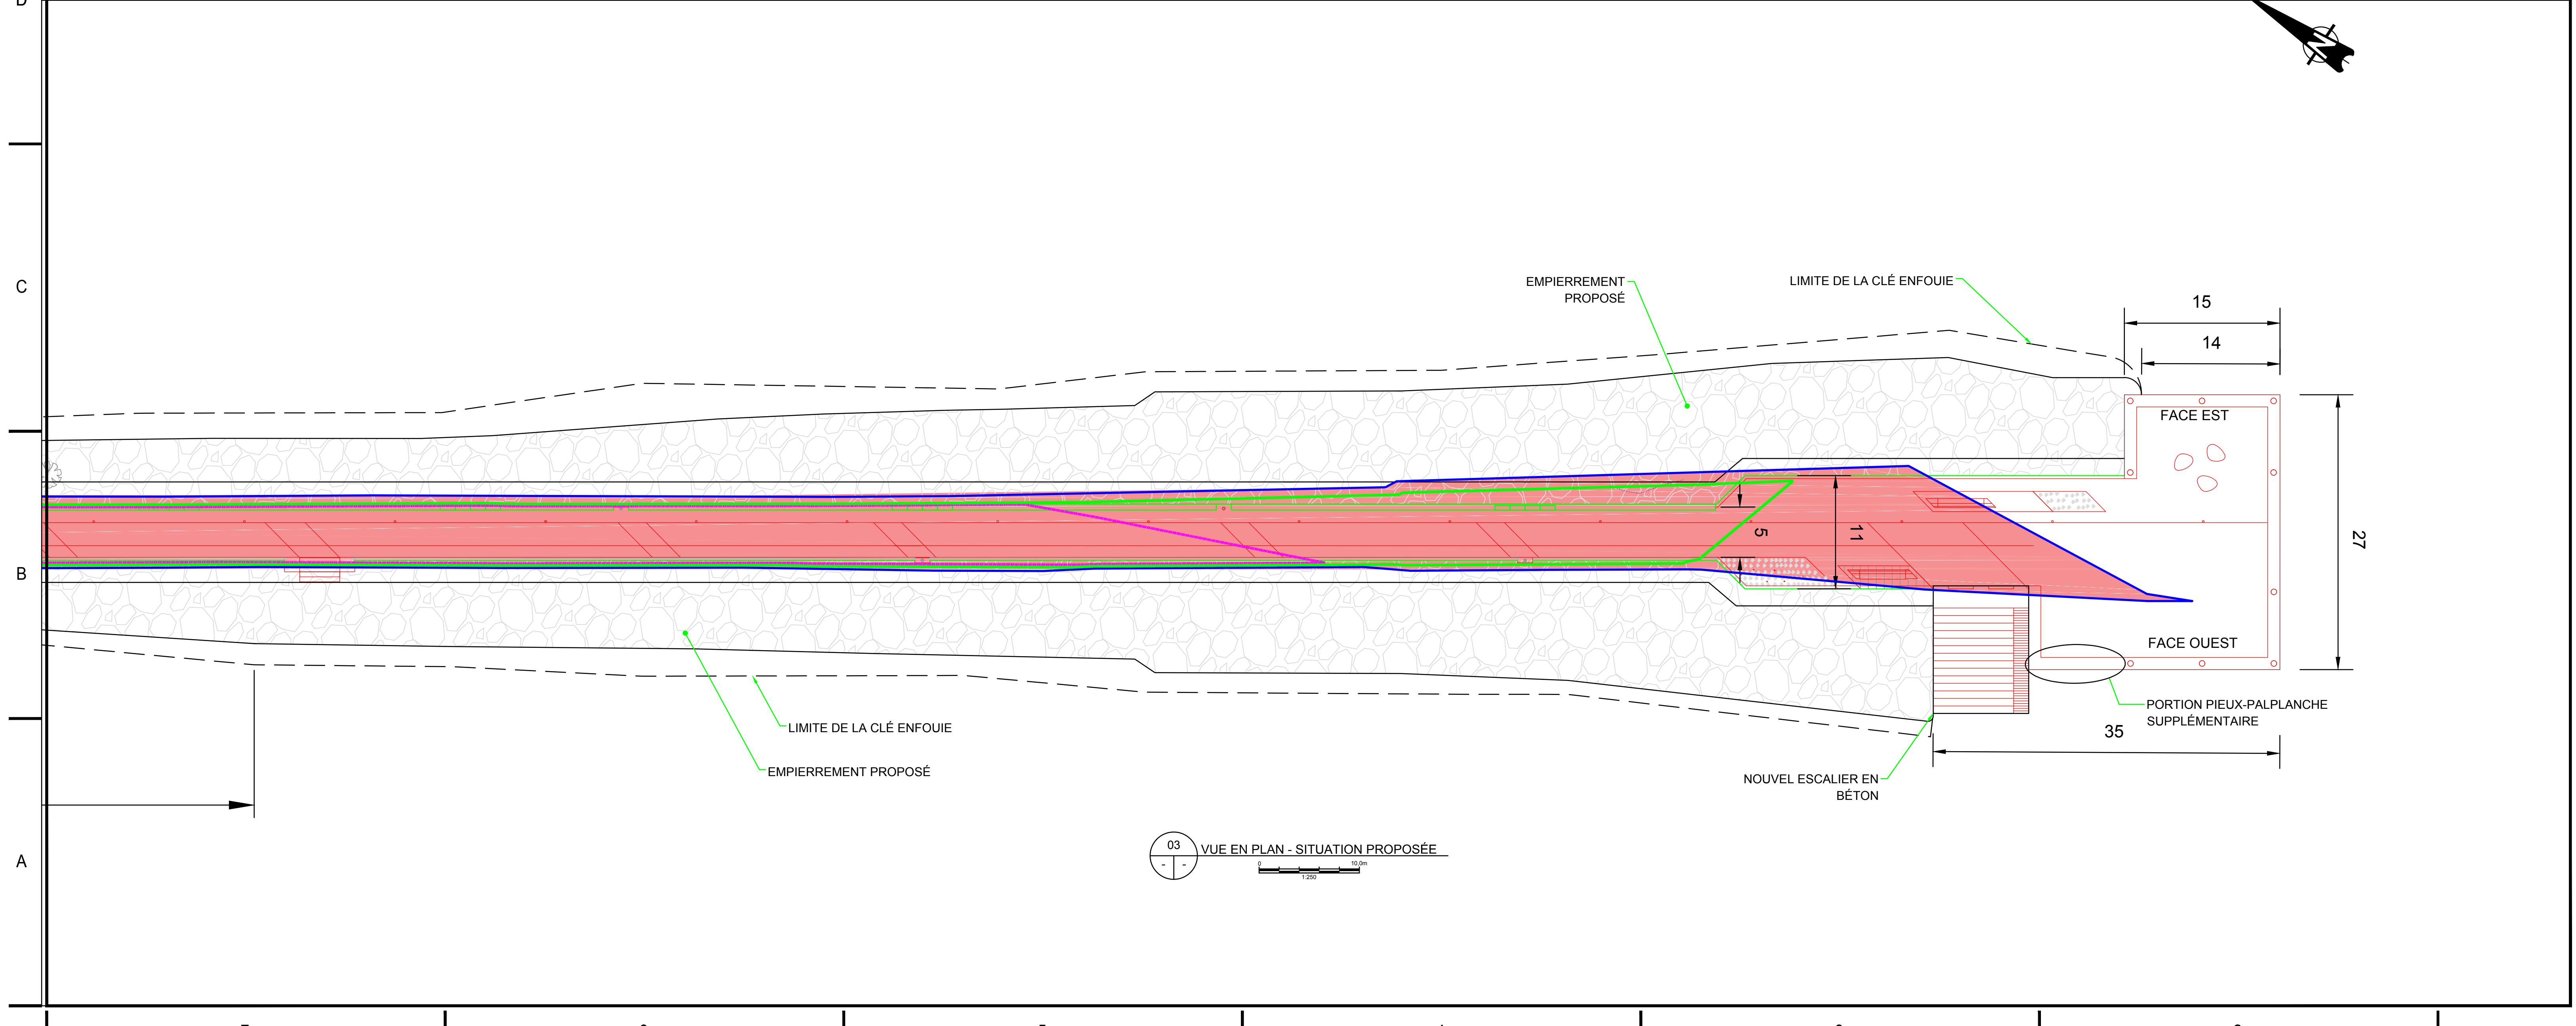 D
N
C
EMPIERREMENT
PROPOSÉ
LIMITE DE LA CLÉ ENFOUIE
15
14
FACE EST
5
11
27
B
FACE OUEST
PORTION PIEUX-PALPLANCHE
SUPPLÉMENTAIRE
LIMITE DE LA CLÉ ENFOUIE
35
EMPIERREMENT PROPOSÉ
NOUVEL ESCALIER EN
BÉTON
A
03
VUE EN PLAN - SITUATION PROPOSÉE
- -
0 10,0m
1:250